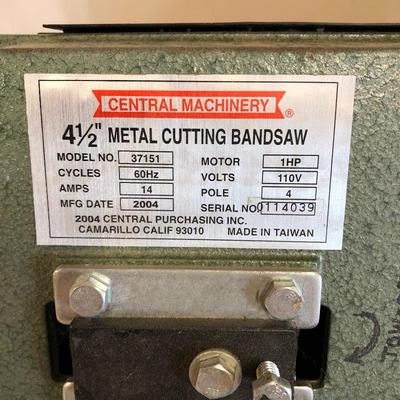 CENTRAL MACHINERY ®
4½" METAL CUTTING BANDSAW
MODEL NO. 37151 MOTOR 1HP
CYCLES 60Hz VOLTS 110V
AMPS 14 POLE 4
MFG DATE 2004 SERIAL NO. 0114039
2004 CENTRAL PURCHASING INC.
CAMARILLO CALIF 93010 MADE IN TAIWAN